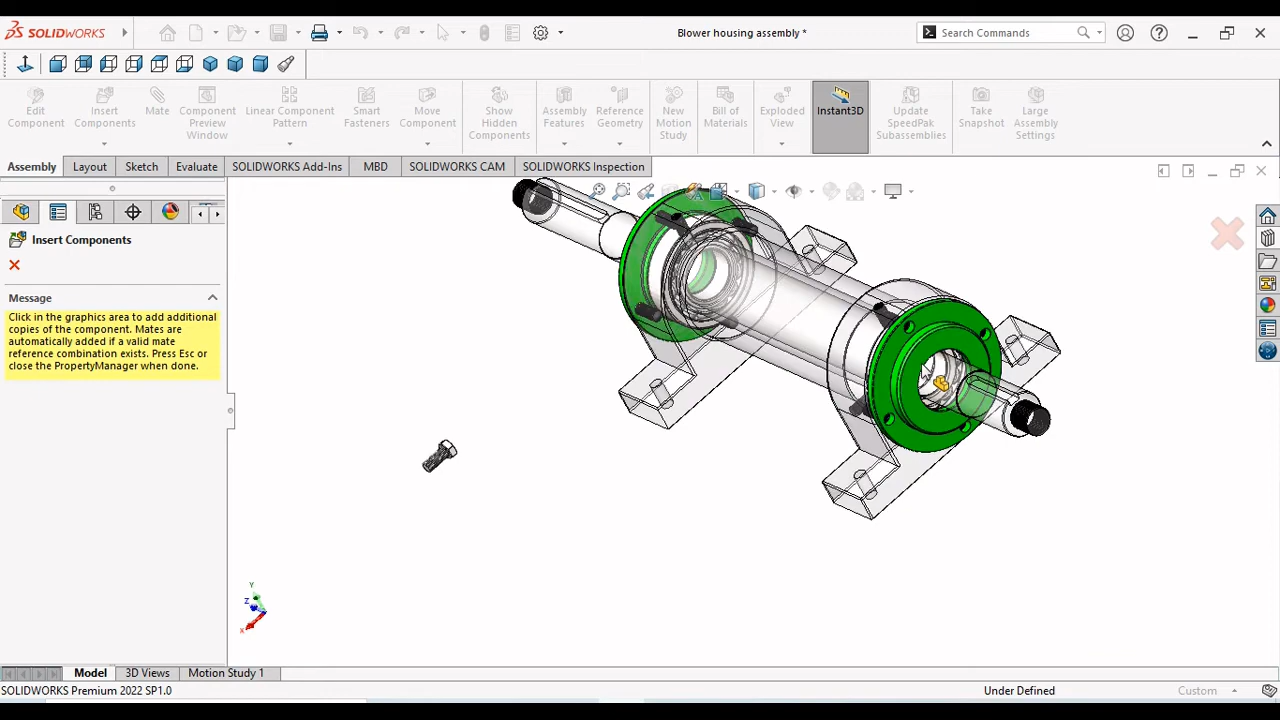 SOLIDWORKS
Blower housing assembly *
Search Commands
Edit
Component
Insert
Components
Mate
Component
Preview
Window
Linear Component
Pattern
Smart
Fasteners
Move
Component
Show
Hidden
Components
Assembly
Features
Reference
Geometry
New
Motion
Study
Bill of
Materials
Exploded
View
Instant3D
Update
SpeedPak
Subassemblies
Take
Snapshot
Large
Assembly
Settings
Assembly Layout Sketch Evaluate SOLIDWORKS Add-Ins MBD SOLIDWORKS CAM SOLIDWORKS Inspection
Insert Components
Message
Click in the graphics area to add additional
copies of the component. Mates are
automatically added if a valid mate
reference combination exists. Press Esc or
close the PropertyManager when done.
Y
Z
X
Model 3D Views Motion Study 1
SOLIDWORKS Premium 2022 SP1.0
Under Defined
Custom